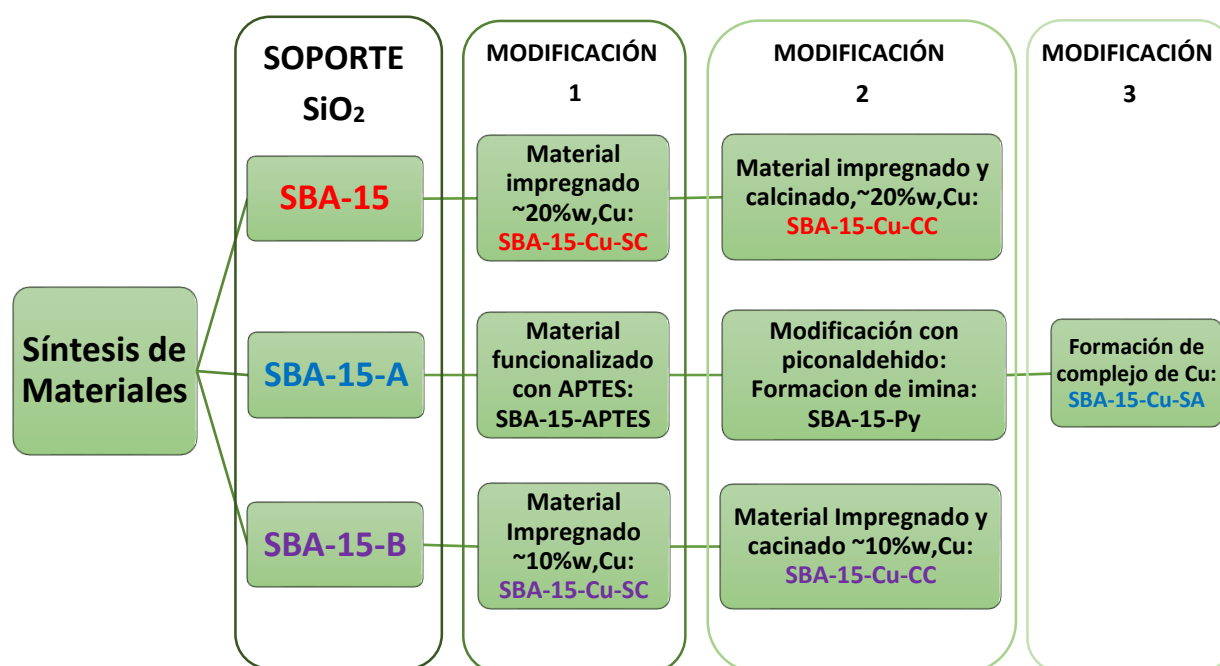 SOPORTE
SiO₂
MODIFICACIÓN
1
MODIFICACIÓN
2
MODIFICACIÓN
3
Síntesis de
Materiales
SBA-15
Material
impregnado
~20%w,Cu:
SBA-15-Cu-SC
Material impregnado y
calcinado,~20%w,Cu:
SBA-15-Cu-CC
SBA-15-A
Material
funcionalizado
con APTES:
SBA-15-APTES
Modificación con
piconaldehido:
Formacion de imina:
SBA-15-Py
Formación de
complejo de Cu:
SBA-15-Cu-SA
SBA-15-B
Material
Impregnado
~10%w,Cu:
SBA-15-Cu-SC
Material Impregnado y
cacinado ~10%w,Cu:
SBA-15-Cu-CC